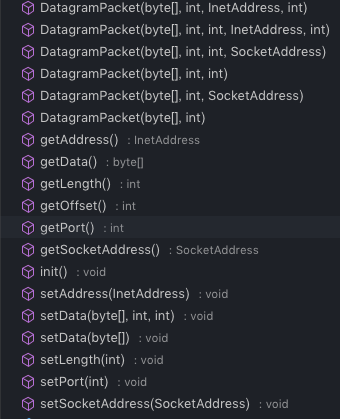 DatagramPacket(byte[], int, InetAddress, int)
DatagramPacket(byte[], int, int, InetAddress, int)
DatagramPacket(byte[], int, int, SocketAddress)
DatagramPacket(byte[], int, int)
DatagramPacket(byte[], int, SocketAddress)
DatagramPacket(byte[], int)
getAddress() : InetAddress
getData() : byte[]
getLength() : int
getOffset() : int
getPort() : int
getSocketAddress() : SocketAddress
init() : void
setAddress(InetAddress) : void
setData(byte[], int, int) : void
setData(byte[]) : void
setLength(int) : void
setPort(int) : void
setSocketAddress(SocketAddress) : void